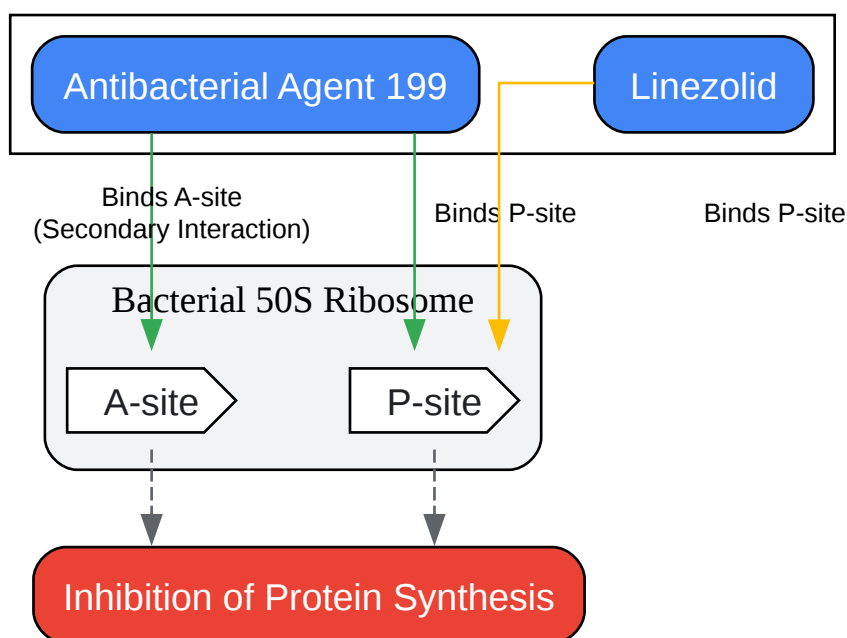 Antibacterial Agent 199
Linezolid
Binds A-site
(Secondary Interaction)
Binds P-site
Binds P-site
Bacterial 50S Ribosome
A-site
P-site
Inhibition of Protein Synthesis